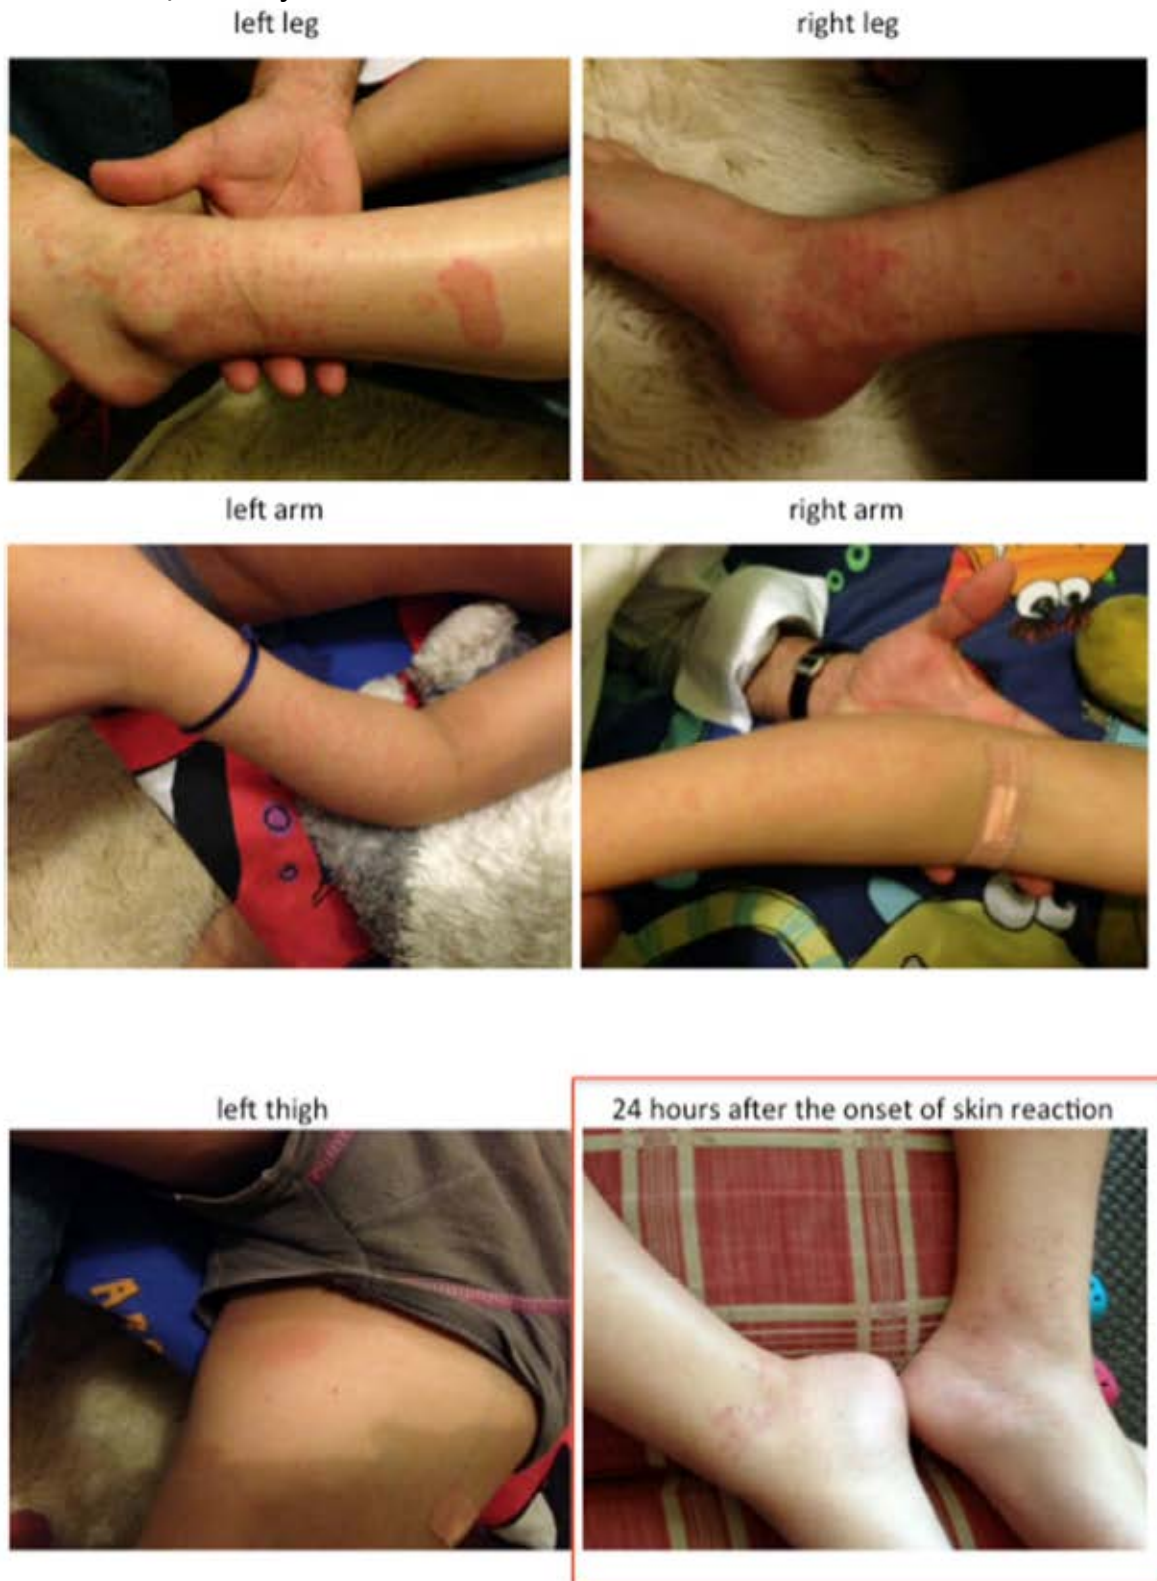 left leg
right leg
left arm
right arm
left thigh
24 hours after the onset of skin reaction